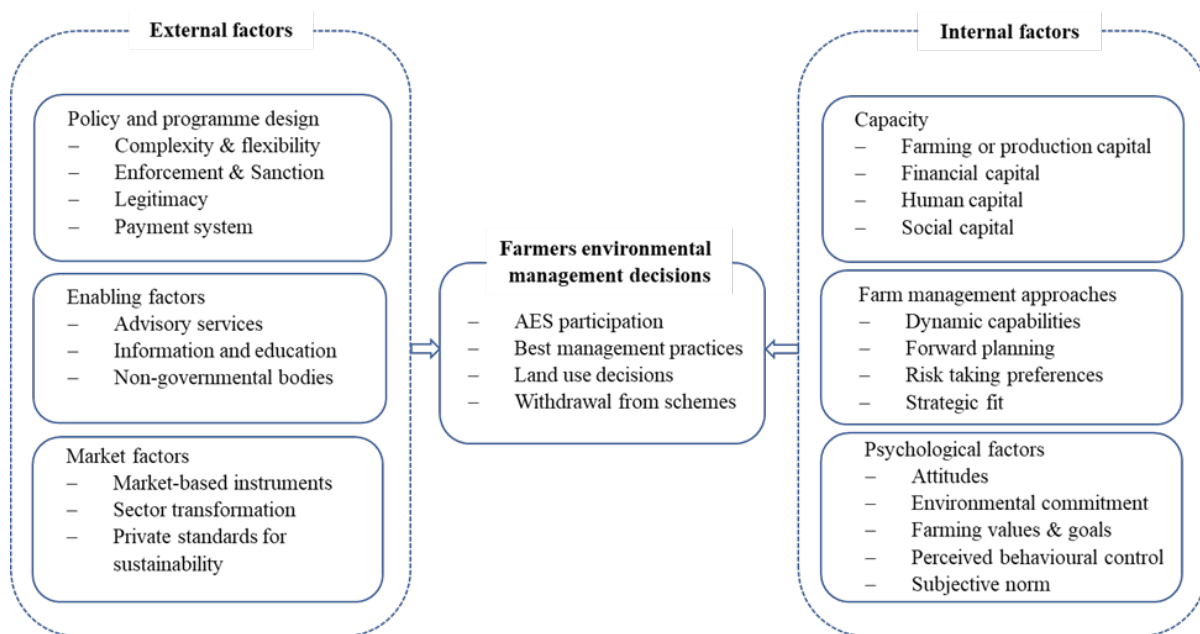 External factors
Policy and programme design
– Complexity & flexibility
– Enforcement & Sanction
– Legitimacy
– Payment system
Enabling factors
– Advisory services
– Information and education
– Non-governmental bodies
Market factors
– Market-based instruments
– Sector transformation
– Private standards for
sustainability
Farmers environmental
management decisions
– AES participation
– Best management practices
– Land use decisions
– Withdrawal from schemes
Internal factors
Capacity
– Farming or production capital
– Financial capital
– Human capital
– Social capital
Farm management approaches
– Dynamic capabilities
– Forward planning
– Risk taking preferences
– Strategic fit
Psychological factors
– Attitudes
– Environmental commitment
– Farming values & goals
– Perceived behavioural control
– Subjective norm